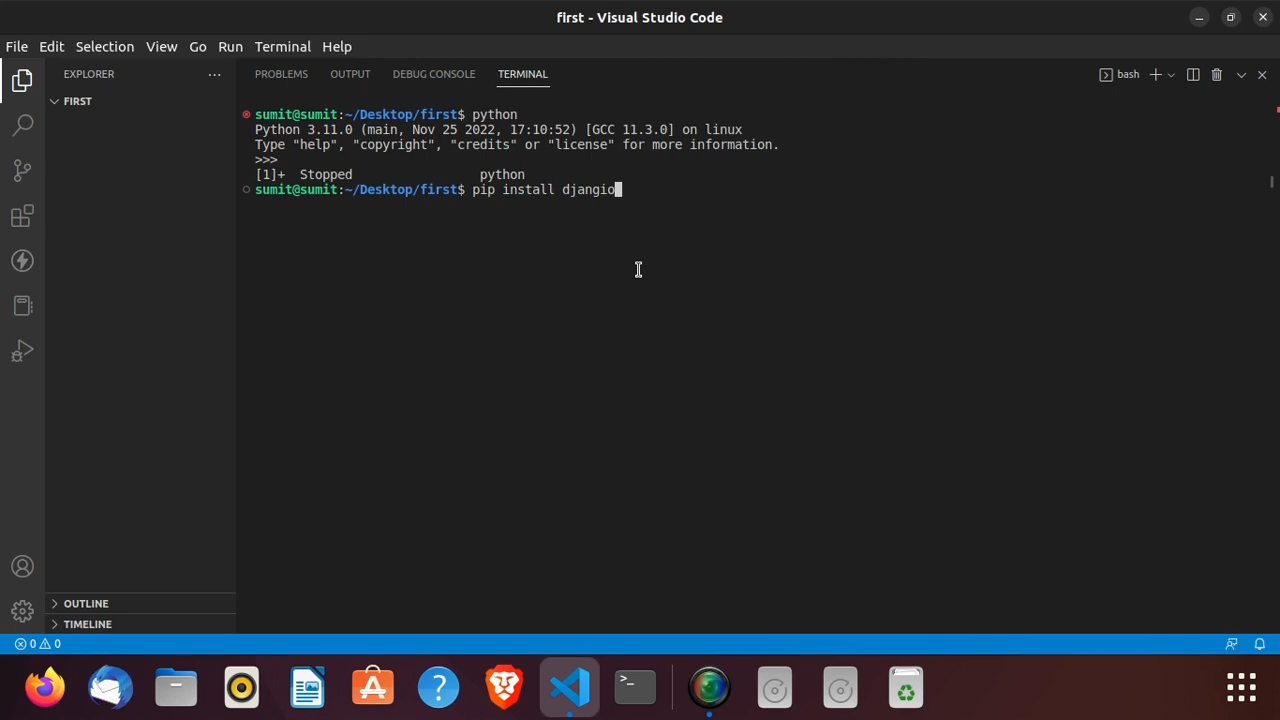 first - Visual Studio Code
File Edit Selection View Go Run Terminal Help
EXPLORER
PROBLEMS OUTPUT DEBUG CONSOLE TERMINAL
bash
FIRST
sumit@sumit:~/Desktop/first$ python
Python 3.11.0 (main, Nov 25 2022, 17:10:52) [GCC 11.3.0] on linux
Type "help", "copyright", "credits" or "license" for more information.
>>>
[1]+  Stopped                 python
sumit@sumit:~/Desktop/first$ pip install djangio
OUTLINE
TIMELINE
0 0